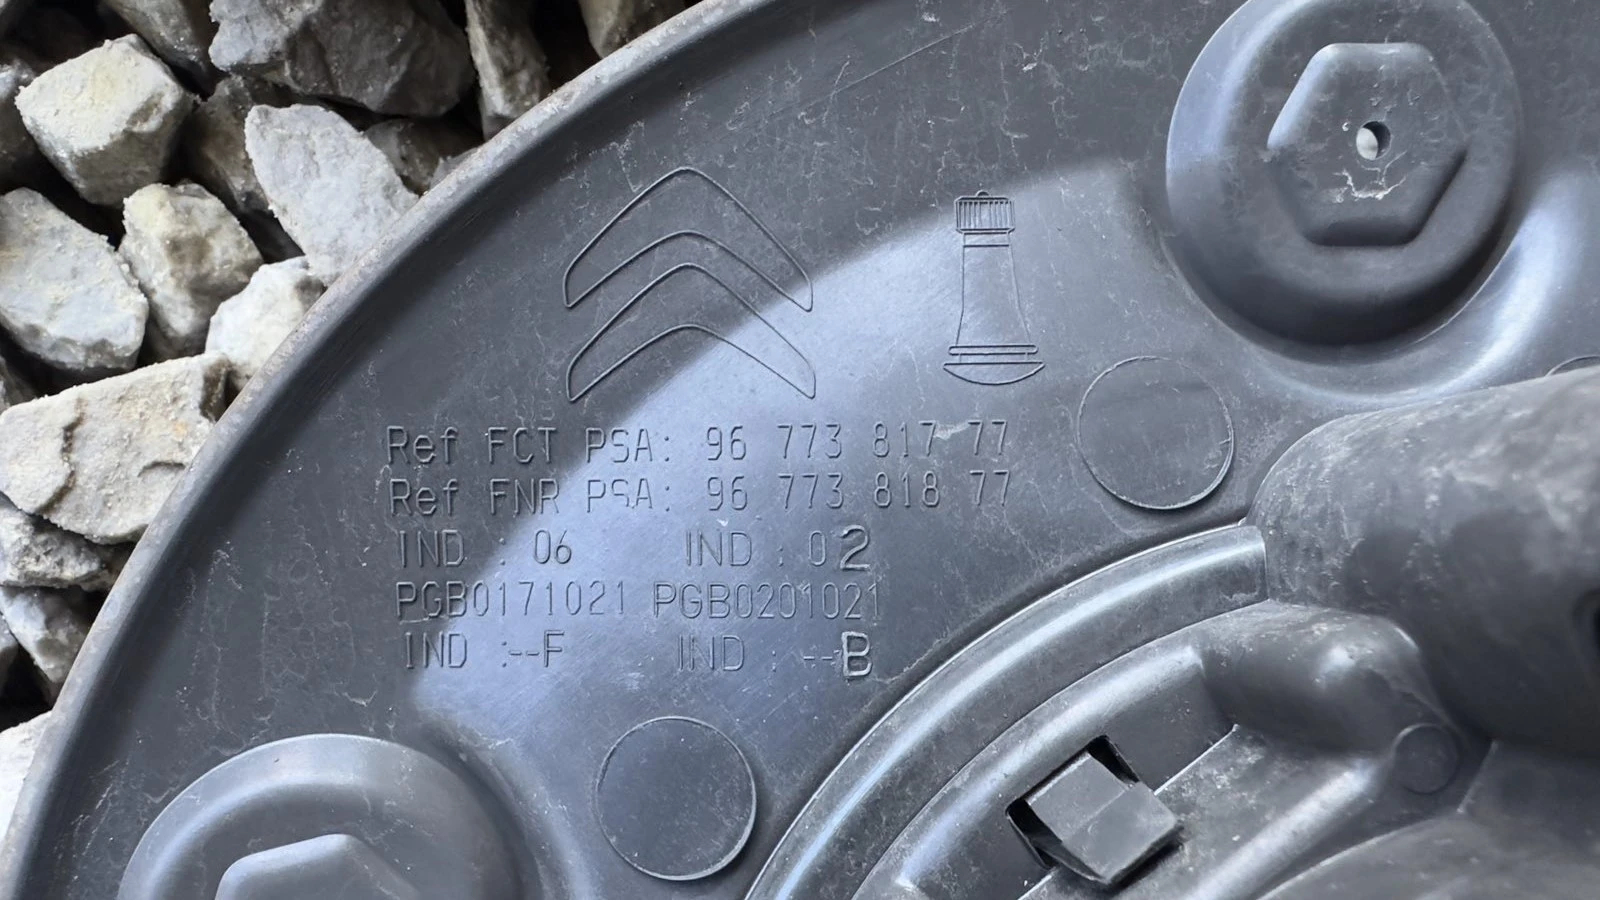 Ref FCT PSA: 96 773 817 77
Ref FNR PSA: 96 773 818 77
IND : 06 IND : 02
PGB0171021 PGB0201021
IND :--F IND : --B